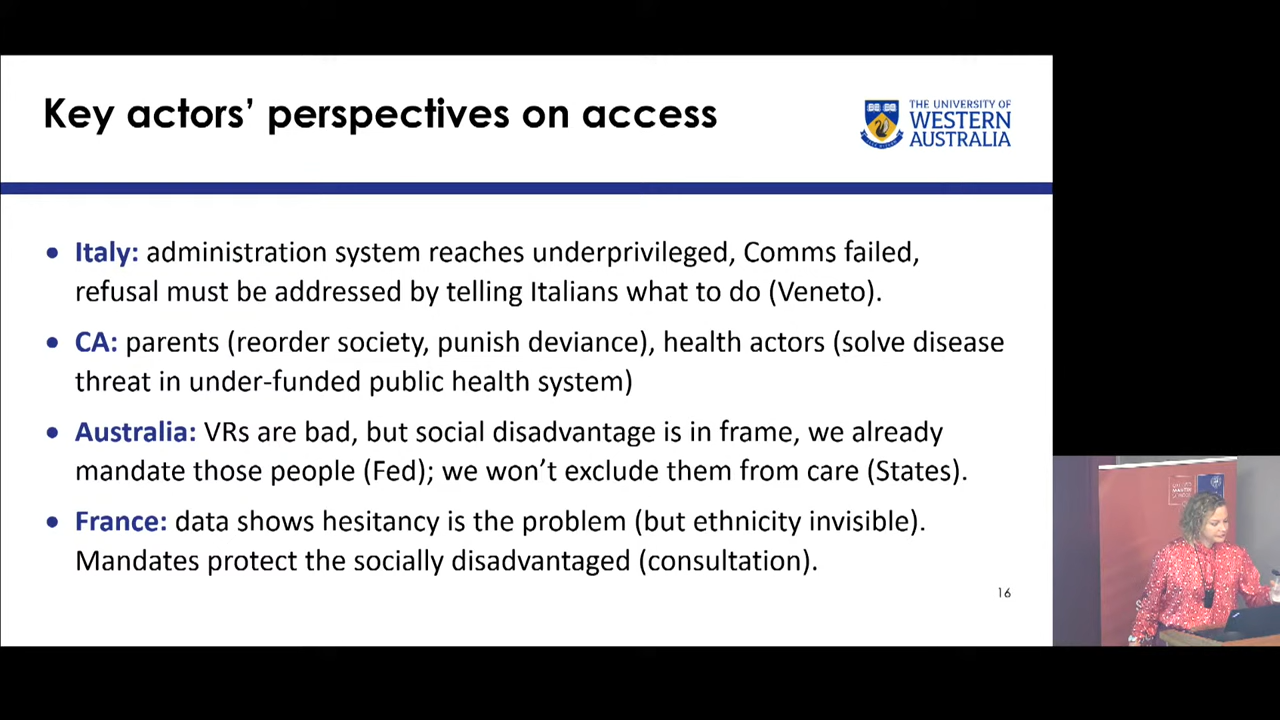 Key actors’ perspectives on access
THE UNIVERSITY OF
WESTERN
AUSTRALIA
• Italy: administration system reaches underprivileged, Comms failed,
refusal must be addressed by telling Italians what to do (Veneto).
• CA: parents (reorder society, punish deviance), health actors (solve disease
threat in under-funded public health system)
• Australia: VRs are bad, but social disadvantage is in frame, we already
mandate those people (Fed); we won’t exclude them from care (States).
• France: data shows hesitancy is the problem (but ethnicity invisible).
Mandates protect the socially disadvantaged (consultation).
16